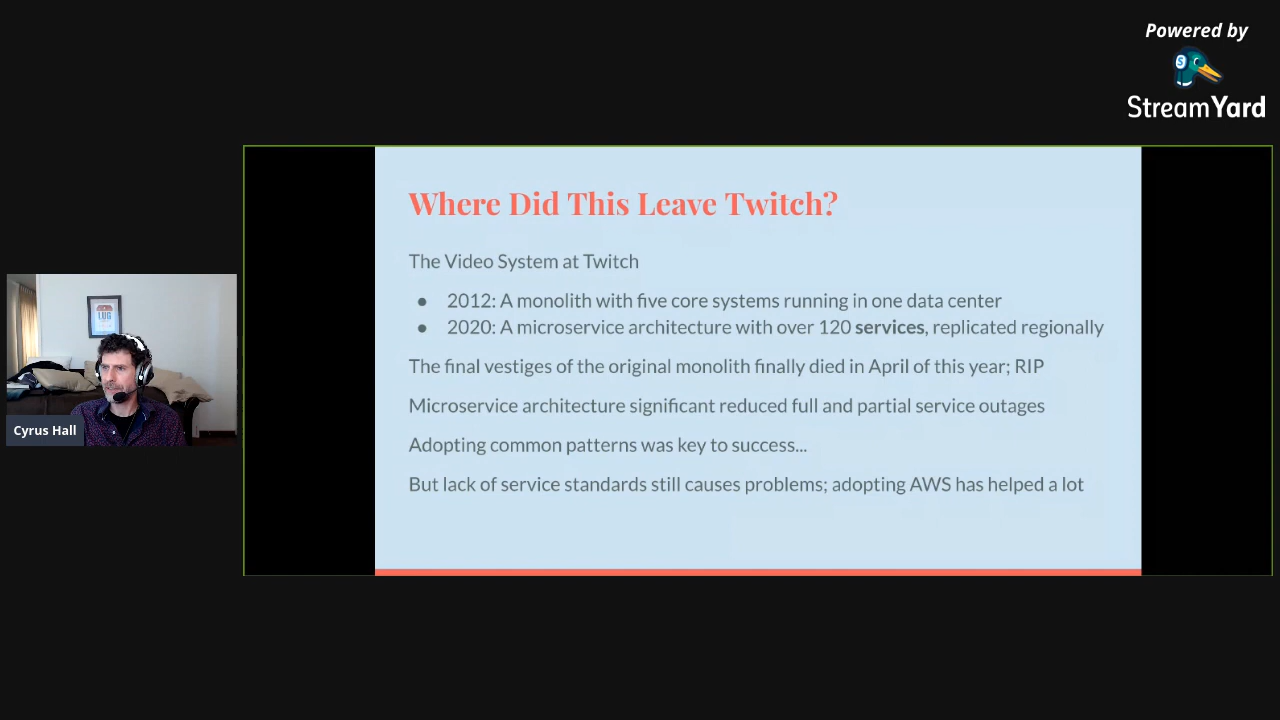 Powered by
StreamYard
Where Did This Leave Twitch?
The Video System at Twitch
● 2012: A monolith with five core systems running in one data center
● 2020: A microservice architecture with over 120 services, replicated regionally
The final vestiges of the original monolith finally died in April of this year; RIP
Microservice architecture significant reduced full and partial service outages
Adopting common patterns was key to success...
But lack of service standards still causes problems; adopting AWS has helped a lot
LUG
Cyrus Hall